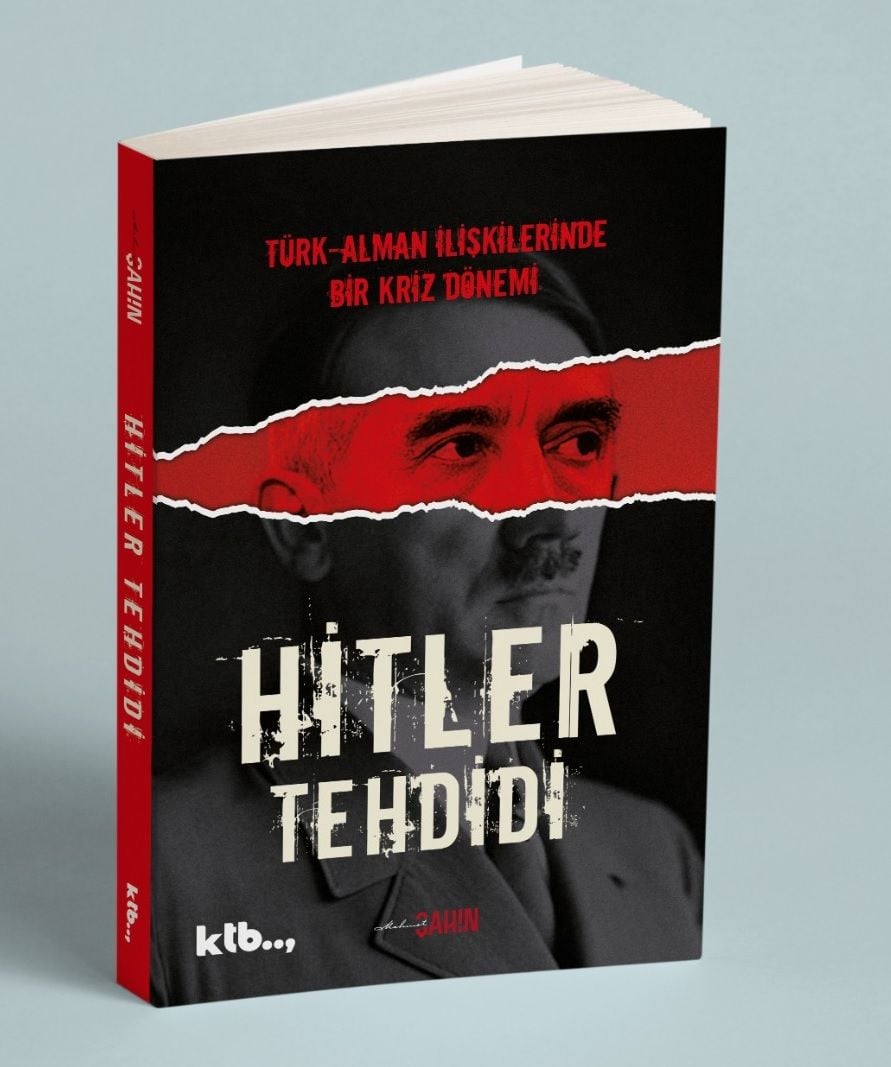 TÜRK-ALMAN İLİŞKİLERİNDE
BİR KRİZ DÖNEMİ
HİTLER
TEHDİDİ
Mehmet ŞAHİN
ktb..,
ŞAHİN
HİTLER TEHDİDİ
ktb..,